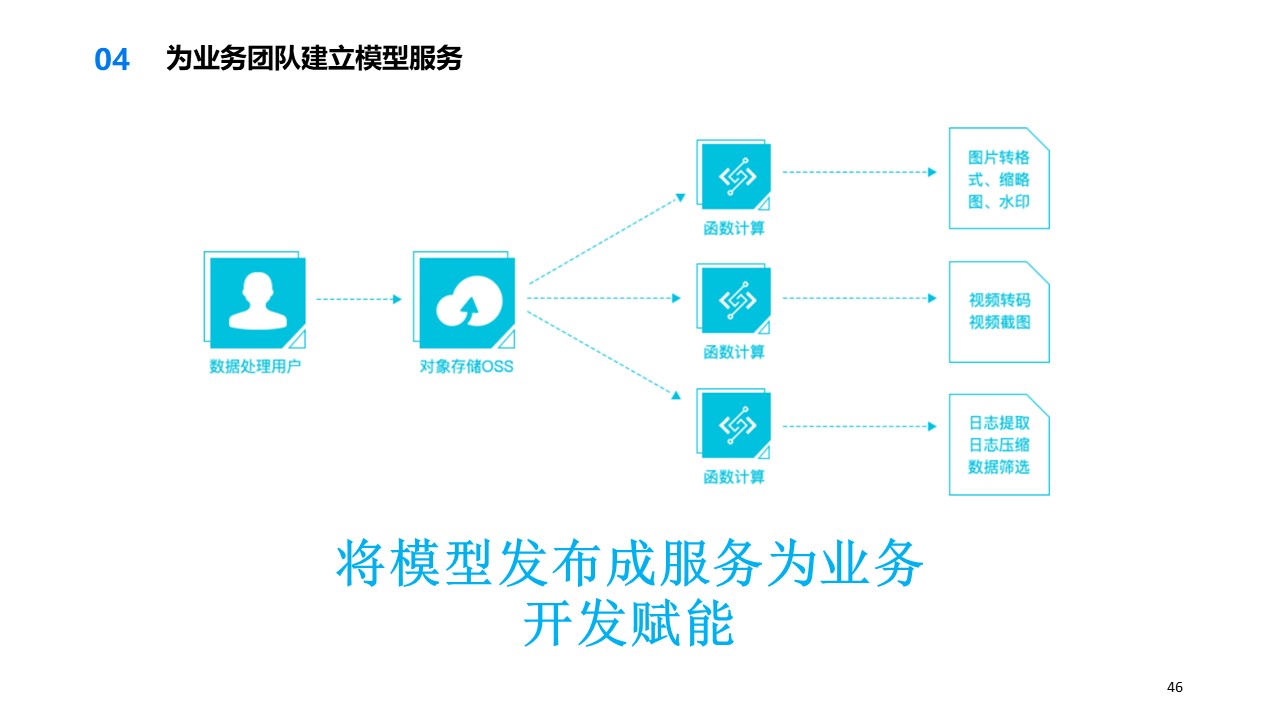 04 为业务团队建立模型服务
图片转格
式、缩略
图、水印
函数计算
数据处理用户
对象存储OSS
函数计算
视频转码
视频截图
函数计算
日志提取
日志压缩
数据筛选
将模型发布成服务为业务
开发赋能
46